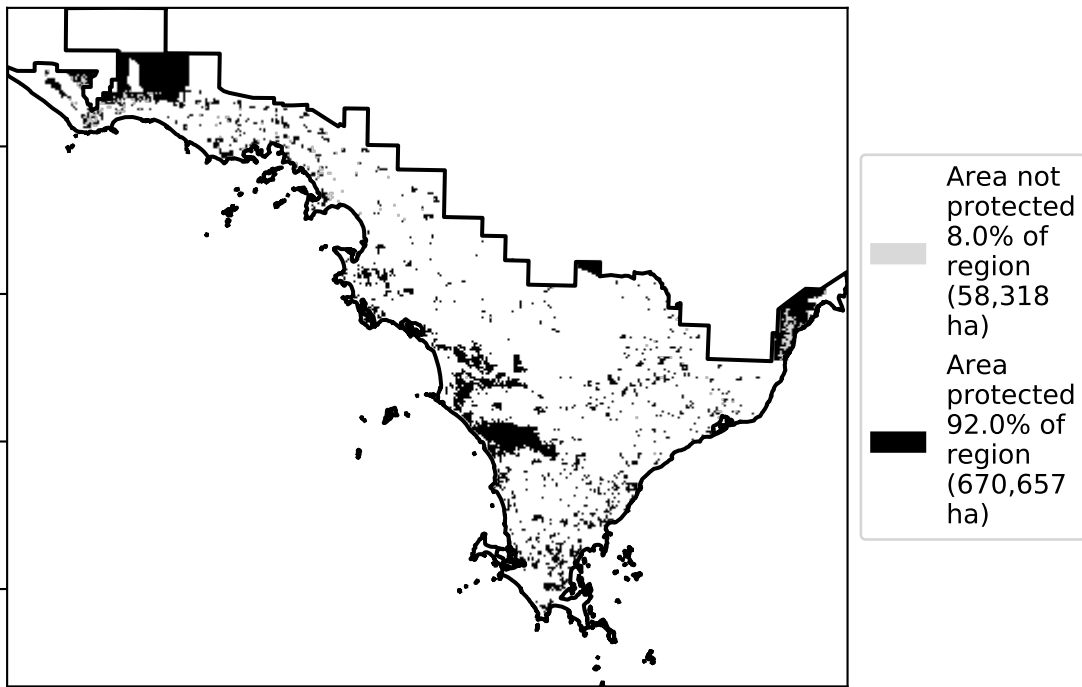 Area not
protected
8.0% of
region
(58,318
ha)
Area
protected
92.0% of
region
(670,657
ha)